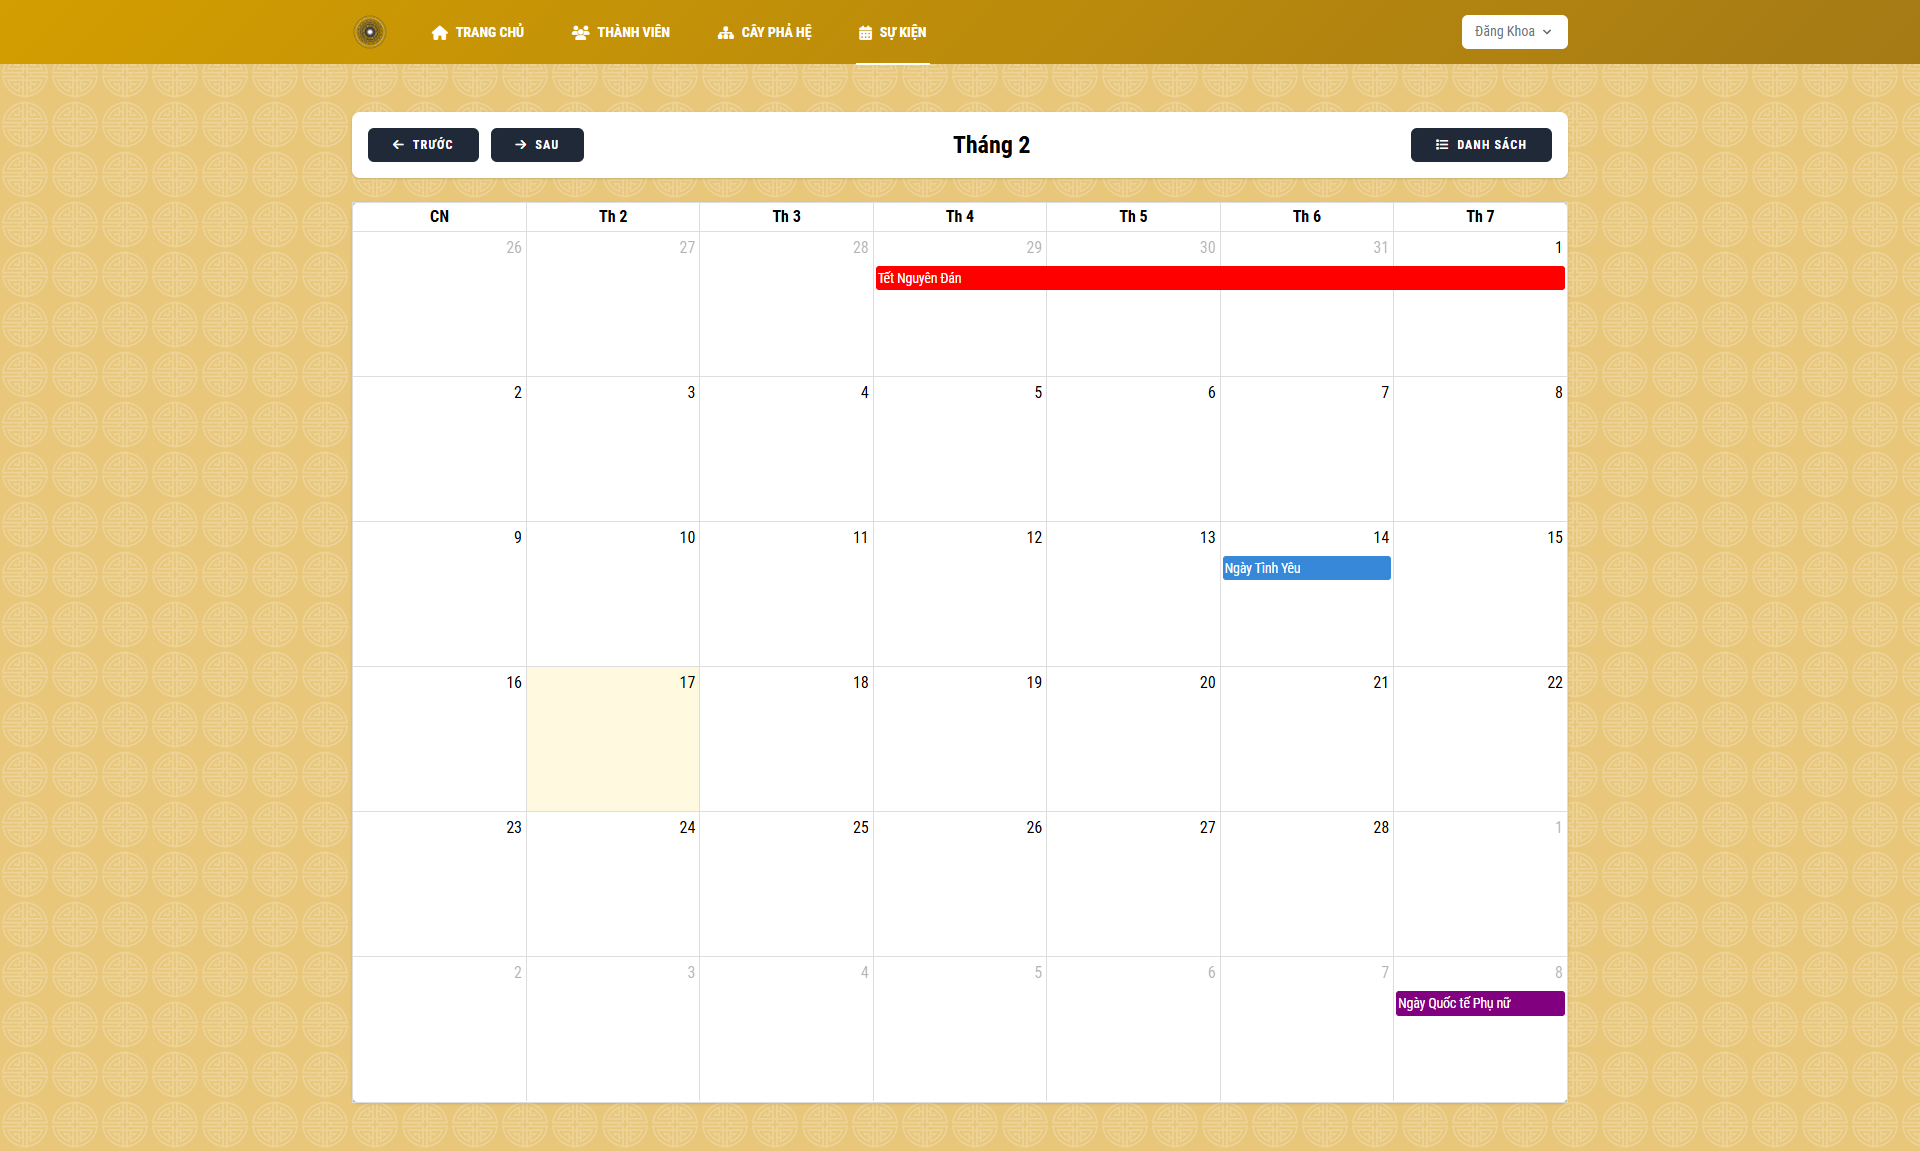 TRANG CHỦ THÀNH VIÊN CÂY PHẢ HỆ SỰ KIỆN Đăng Khoa
TRƯỚC SAU Tháng 2 DANH SÁCH
CN Th 2 Th 3 Th 4 Th 5 Th 6 Th 7
26 27 28 29 30 31 1
Tết Nguyên Đán
2 3 4 5 6 7 8
9 10 11 12 13 14 15
Ngày Tình Yêu
16 17 18 19 20 21 22
23 24 25 26 27 28 1
2 3 4 5 6 7 8
Ngày Quốc tế Phụ nữ